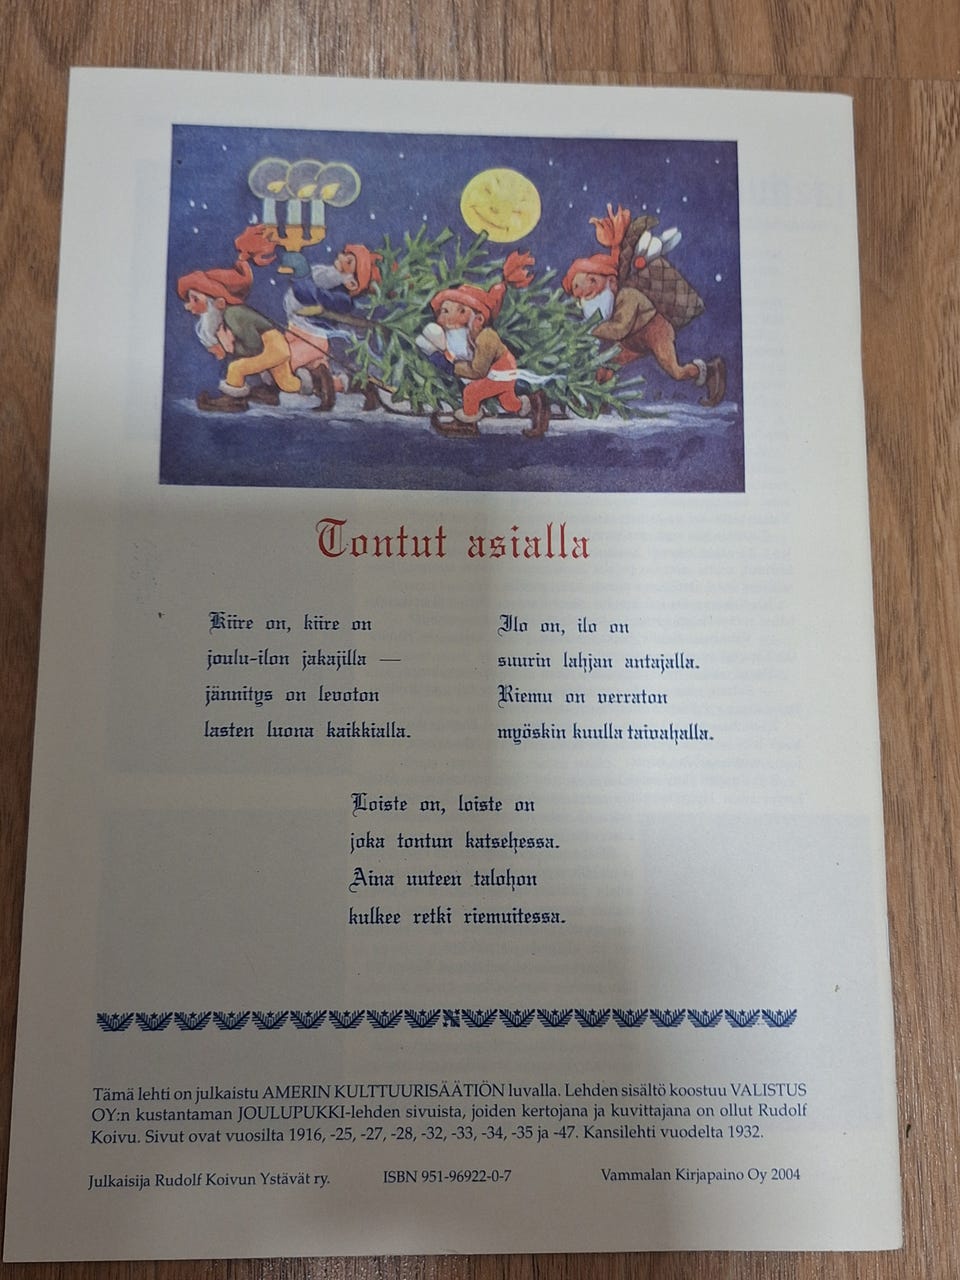 Tontut asialla
Kiire on, kiire on
joulu-ilon jakajilla —
jännitys on levoton
lasten luona kaikkialla.
Ilo on, ilo on
suurin lahjan antajalla.
Riemu on verraton
myöskin kuulla taivahalla.
Loiste on, loiste on
joka tontun katsehessa.
Aina uuteen talohon
kulkee retki riemuitessa.
Tämä lehti on julkaistu AMERIN KULTTUURISÄÄTIÖN luvalla. Lehden sisältö koostuu VALISTUS
OY:n kustantaman JOULUPUKKI-lehden sivuista, joiden kertojana ja kuvittajana on ollut Rudolf
Koivu. Sivut ovat vuosilta 1916, -25, -27, -28, -32, -33, -34, -35 ja -47. Kansilehti vuodelta 1932.
Julkaisija Rudolf Koivun Ystävät ry. ISBN 951-96922-0-7 Vammalan Kirjapaino Oy 2004